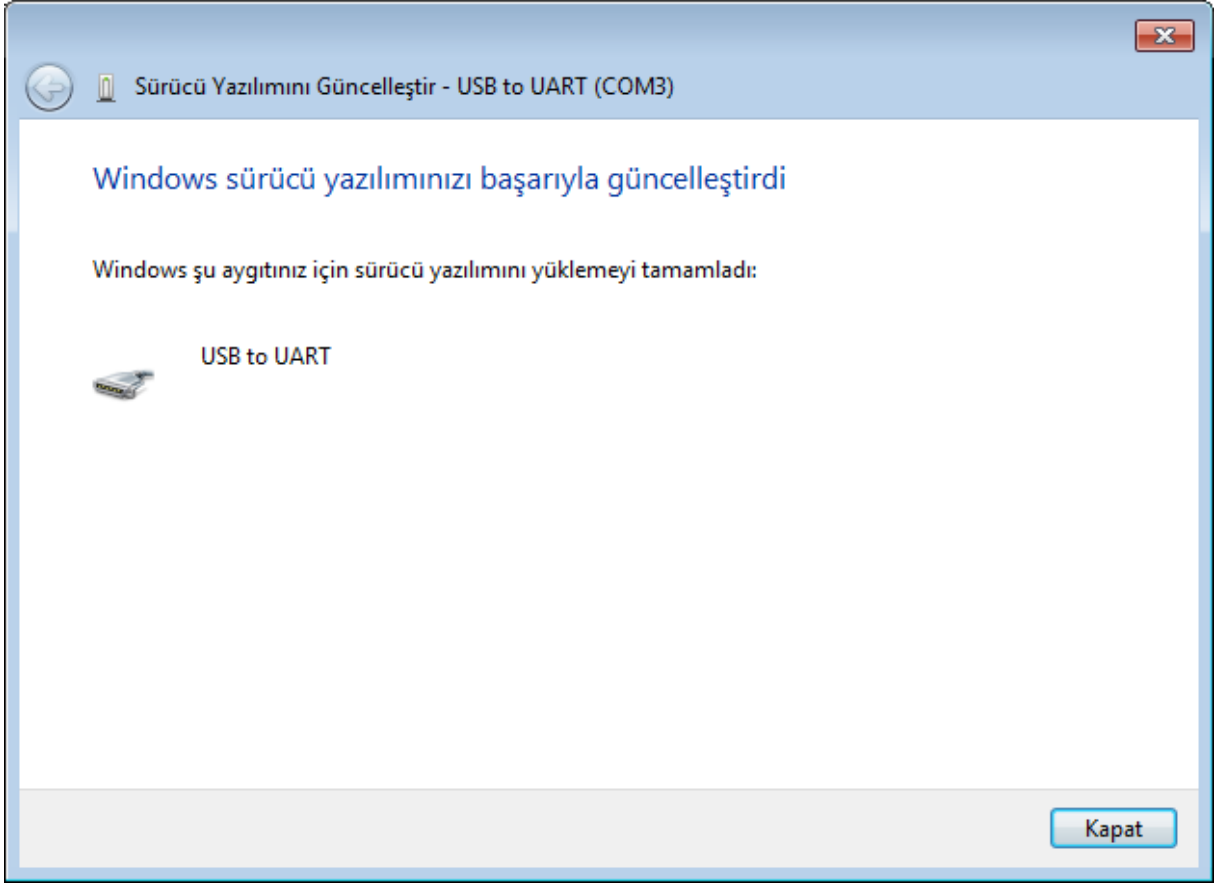 Sürücü Yazılımını Güncelleştir - USB to UART (COM3)
Windows sürücü yazılımınızı başarıyla güncelleştirdi
Windows şu aygıtınız için sürücü yazılımını yüklemeyi tamamladı:
USB to UART
Kapat